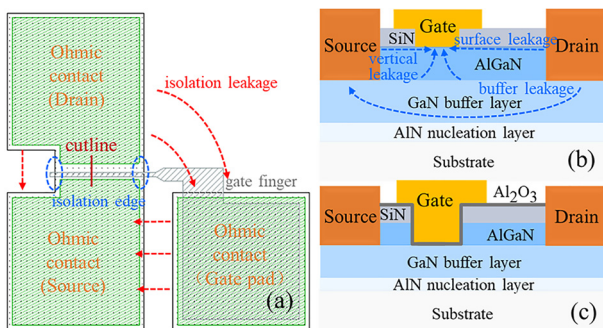 Ohmic
contact
(Drain)
isolation leakage
cutline
gate finger
isolation edge
Ohmic
contact
(Source)
Ohmic
contact
(Gate pad)
(a)
Gate
Source
SiN
surface leakage
Drain
vertical
leakage
AlGaN
buffer leakage
GaN buffer layer
AlN nucleation layer
Substrate
(b)
Gate
Al₂O₃
Source
SiN
Drain
AlGaN
GaN buffer layer
AlN nucleation layer
Substrate
(c)